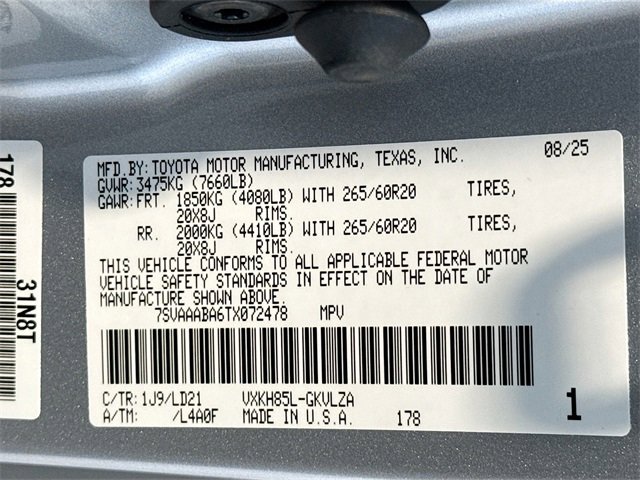 MFD.BY:TOYOTA MOTOR MANUFACTURING, TEXAS, INC. 08/25
GVWR:3475KG (7660LB)
GAWR:FRT. 1850KG (4080LB) WITH 265/60R20 TIRES,
20X8J RIMS.
RR. 2000KG (4410LB) WITH 265/60R20 TIRES,
20X8J RIMS.
THIS VEHICLE CONFORMS TO ALL APPLICABLE FEDERAL MOTOR
VEHICLE SAFETY STANDARDS IN EFFECT ON THE DATE OF
MANUFACTURE SHOWN ABOVE.
7SVAAABA6TX072478 MPV
C/TR:1J9/LD21 VXKH85L-GKVLZA
A/TM: /L4A0F MADE IN U.S.A. 178 1
178 31N8T